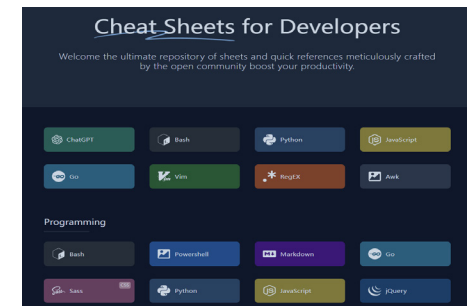 Cheat Sheets for Developers
Welcome the ultimate repository of sheets and quick references meticulously crafted
by the open community boost your productivity.
ChatGPT Bash Python JavaScript
Go Vim RegEX Awk
Programming
Bash Powershell Markdown Go
Sass CSS Python JavaScript jQuery